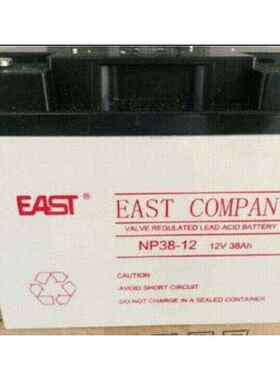 EAST ® EAST COMPAN
VALVE REGULATED LEAD ACID BATTERY
NP38-12 12V 38Ah
CAUTION
AVOID SHORT CIRCUIT
DO NOT CHARGE IN A SEALED CONTAINER